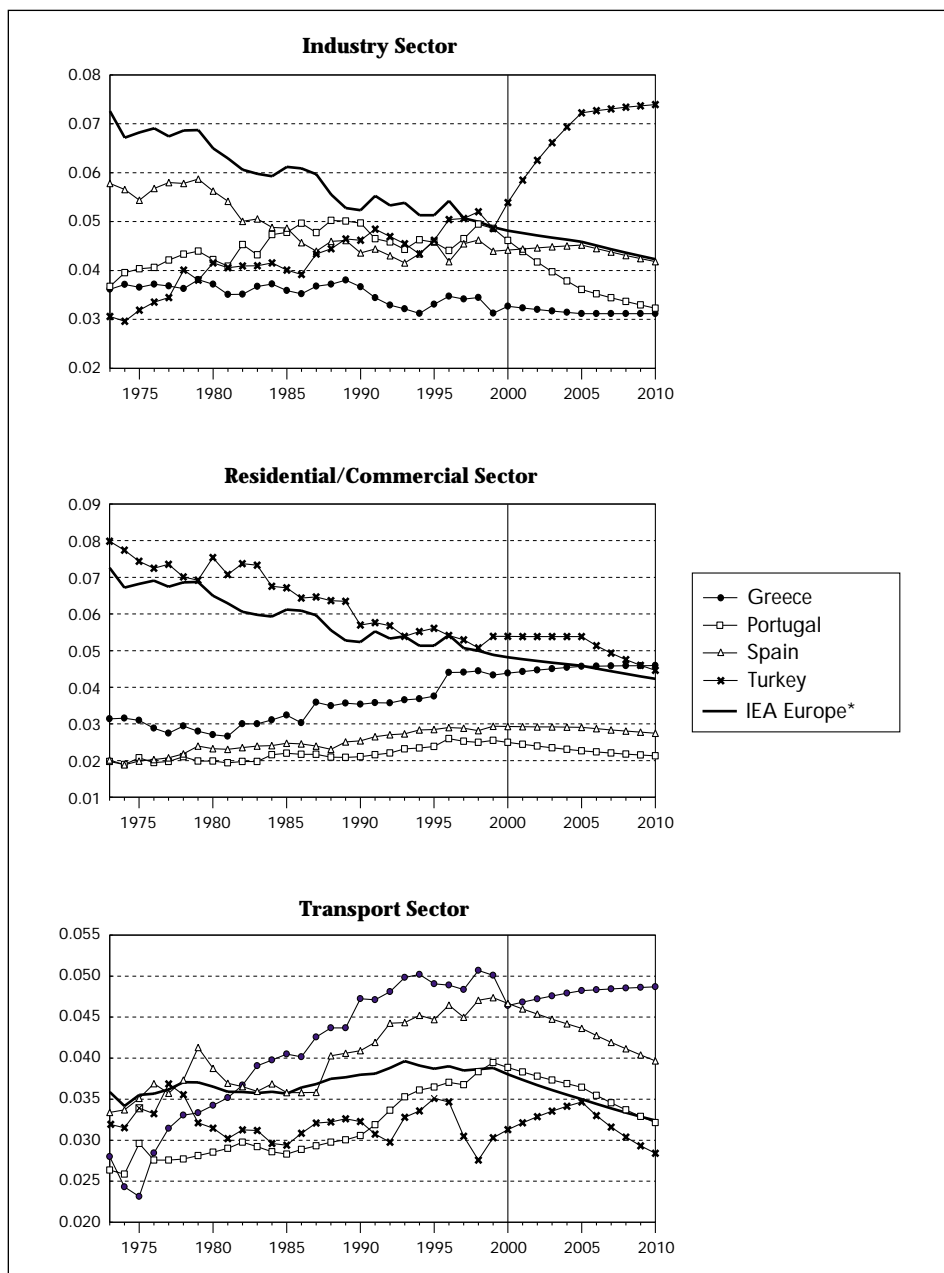 Industry Sector
0.08
0.07
0.06
0.05
0.04
0.03
0.02
1975 1980 1985 1990 1995 2000 2005 2010
Residential/Commercial Sector
0.09
0.08
0.07
0.06
0.05
0.04
0.03
0.02
0.01
1975 1980 1985 1990 1995 2000 2005 2010
Greece
Portugal
Spain
Turkey
IEA Europe*
Transport Sector
0.055
0.050
0.045
0.040
0.035
0.030
0.025
0.020
1975 1980 1985 1990 1995 2000 2005 2010